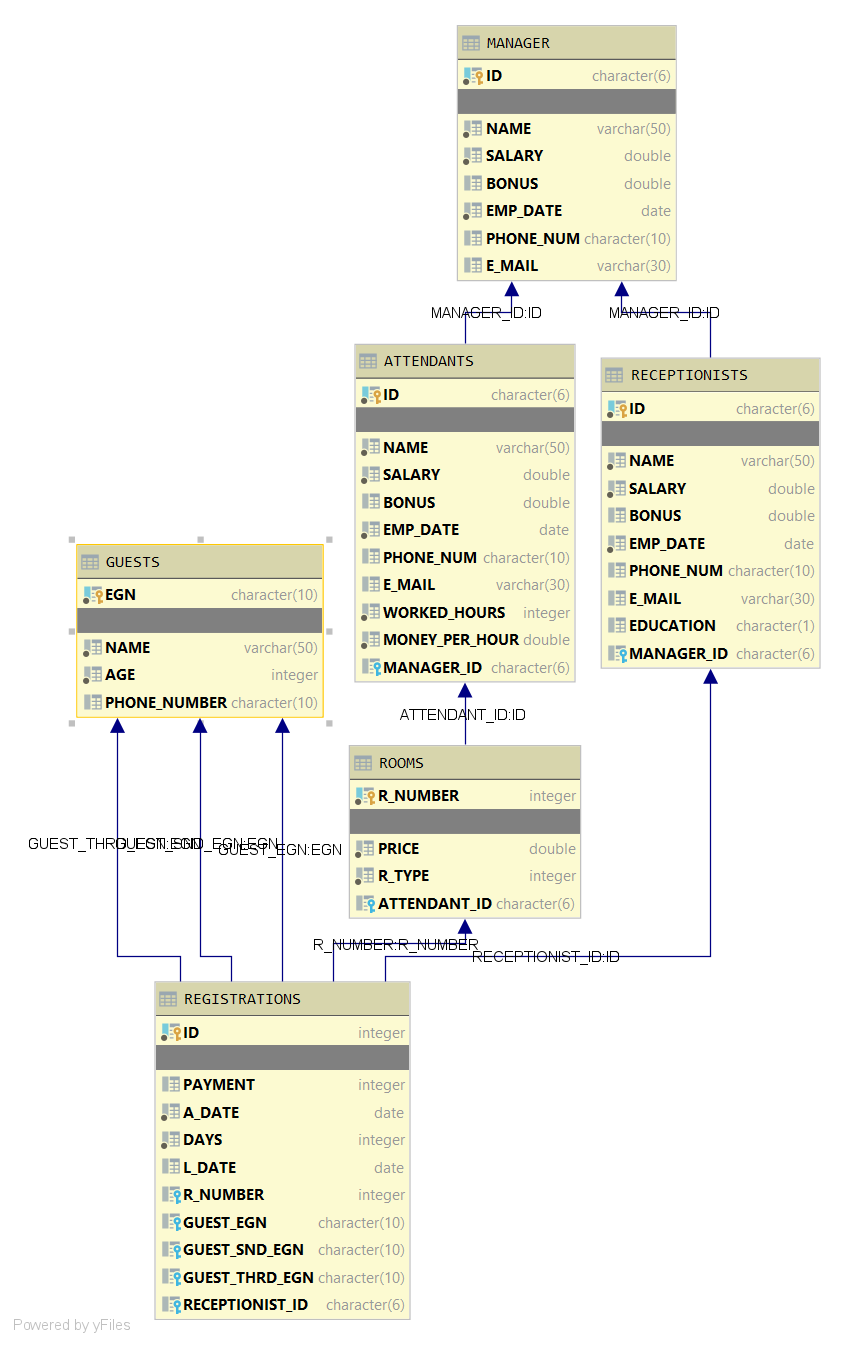 MANAGER
ID character(6)
NAME varchar(50)
SALARY double
BONUS double
EMP_DATE date
PHONE_NUM character(10)
E_MAIL varchar(30)
MANAGER_ID:ID
MANAGER_ID:ID
ATTENDANTS
ID character(6)
NAME varchar(50)
SALARY double
BONUS double
EMP_DATE date
PHONE_NUM character(10)
E_MAIL varchar(30)
WORKED_HOURS integer
MONEY_PER_HOUR double
MANAGER_ID character(6)
RECEPTIONISTS
ID character(6)
NAME varchar(50)
SALARY double
BONUS double
EMP_DATE date
PHONE_NUM character(10)
E_MAIL varchar(30)
EDUCATION character(1)
MANAGER_ID character(6)
GUESTS
EGN character(10)
NAME varchar(50)
AGE integer
PHONE_NUMBER character(10)
ATTENDANT_ID:ID
ROOMS
R_NUMBER integer
PRICE double
R_TYPE integer
ATTENDANT_ID character(6)
GUEST_THRD_EGN:EGN
GUEST_SND_EGN:EGN
GUEST_EGN:EGN
R_NUMBER:R_NUMBER
RECEPTIONIST_ID:ID
REGISTRATIONS
ID integer
PAYMENT integer
A_DATE date
DAYS integer
L_DATE date
R_NUMBER integer
GUEST_EGN character(10)
GUEST_SND_EGN character(10)
GUEST_THRD_EGN character(10)
RECEPTIONIST_ID character(6)
Powered by yFiles